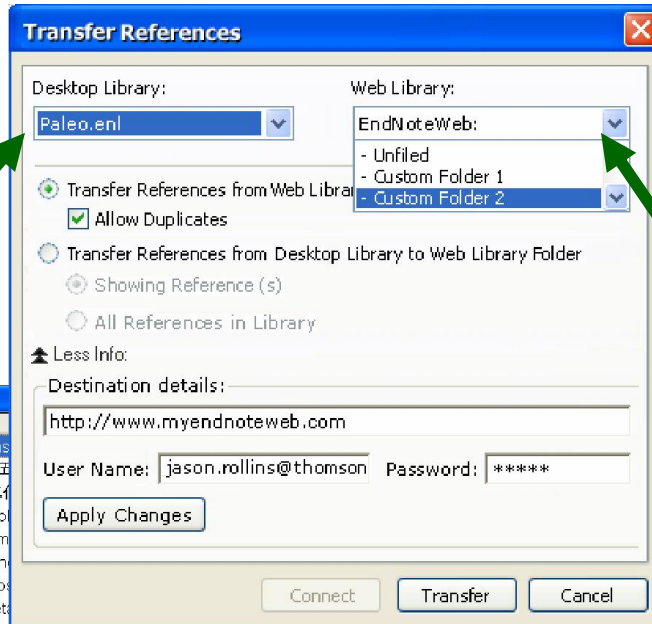 Transfer References
Desktop Library: Web Library:
Paleo.enl EndNoteWeb:
- Unfiled
- Custom Folder 1
- Custom Folder 2
Transfer References from Web Librar
Allow Duplicates
Transfer References from Desktop Library to Web Library Folder
Showing Reference (s)
All References in Library
Less Info:
Destination details:
http://www.myendnoteweb.com
User Name: jason.rollins@thomson Password: *****
Apply Changes
Connect Transfer Cancel